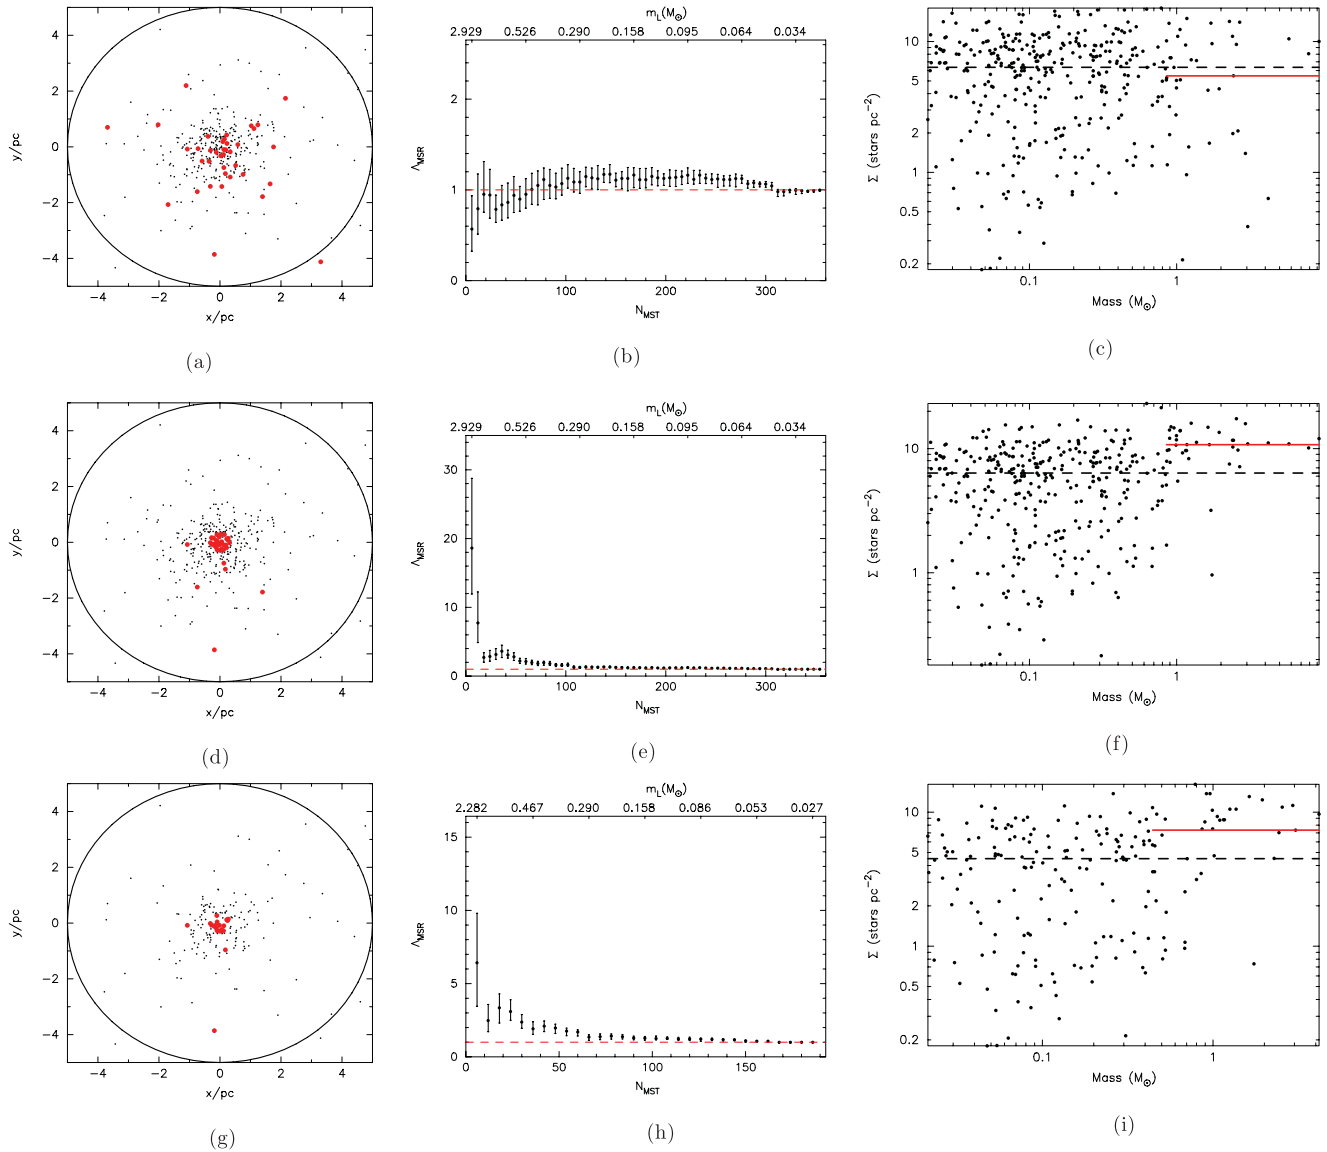 4
2
0
−2
−4
−4 −2 0 2 4
y/pc
x/pc
(a)
m_L(M_⊙)
2.929 0.526 0.290 0.158 0.095 0.064 0.034
2
1
0
0 100 200 300
Λ_MSR
N_MST
(b)
10
5
2
1
0.5
0.2
0.1 1
Σ (stars pc⁻²)
Mass (M_⊙)
(c)
4
2
0
−2
−4
−4 −2 0 2 4
y/pc
x/pc
(d)
m_L(M_⊙)
2.929 0.526 0.290 0.158 0.095 0.064 0.034
30
20
10
0
0 100 200 300
Λ_MSR
N_MST
(e)
10
1
0.1 1
Σ (stars pc⁻²)
Mass (M_⊙)
(f)
4
2
0
−2
−4
−4 −2 0 2 4
y/pc
x/pc
(g)
m_L(M_⊙)
2.282 0.467 0.290 0.158 0.086 0.053 0.027
15
10
5
0
0 50 100 150
Λ_MSR
N_MST
(h)
10
5
2
1
0.5
0.2
0.1 1
Σ (stars pc⁻²)
Mass (M_⊙)
(i)